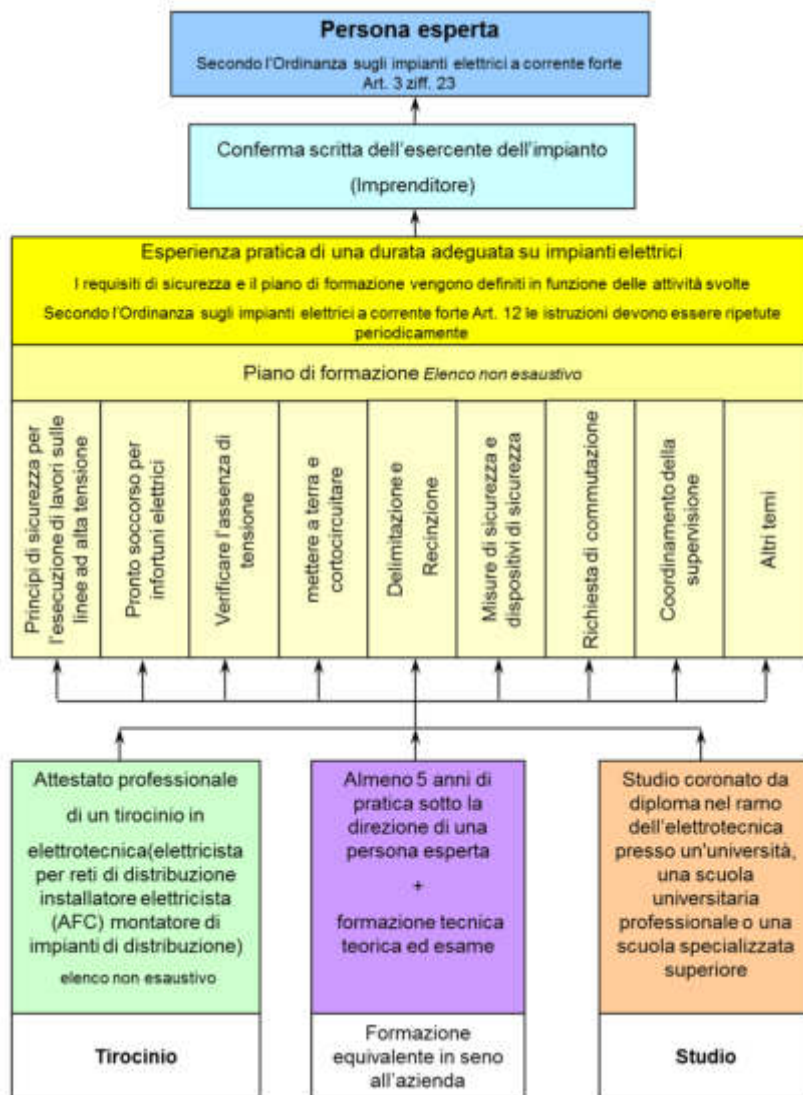 Persona esperta
Secondo l'Ordinanza sugli impianti elettrici a corrente forte
Art. 3 ziff. 23
Conferma scritta dell'esercente dell'impianto
(Imprenditore)
Esperienza pratica di una durata adeguata su impianti elettrici
I requisiti di sicurezza e il piano di formazione vengono definiti in funzione delle attività svolte
Secondo l'Ordinanza sugli impianti elettrici a corrente forte Art. 12 le istruzioni devono essere ripetute
periodicamente
Piano di formazione Elenco non esaustivo
Principi di sicurezza per
l'esecuzione di lavori sulle
linee ad alta tensione
Pronto soccorso per
infortuni elettrici
Verificare l'assenza di
tensione
mettere a terra e
cortocircuitare
Delimitazione e
Recinzione
Misure di sicurezza e
dispositivi di sicurezza
Richiesta di commutazione
Coordinamento della
supervisione
Altri temi
Attestato professionale
di un tirocinio in
elettrotecnica(elettricista
per reti di distribuzione
installatore elettricista
(AFC) montatore di
impianti di distribuzione)
elenco non esaustivo
Tirocinio
Almeno 5 anni di
pratica sotto la
direzione di una
persona esperta
+
formazione tecnica
teorica ed esame
Formazione
equivalente in seno
all'azienda
Studio coronato da
diploma nel ramo
dell'elettrotecnica
presso un'università,
una scuola
universitaria
professionale o una
scuola specializzata
superiore
Studio